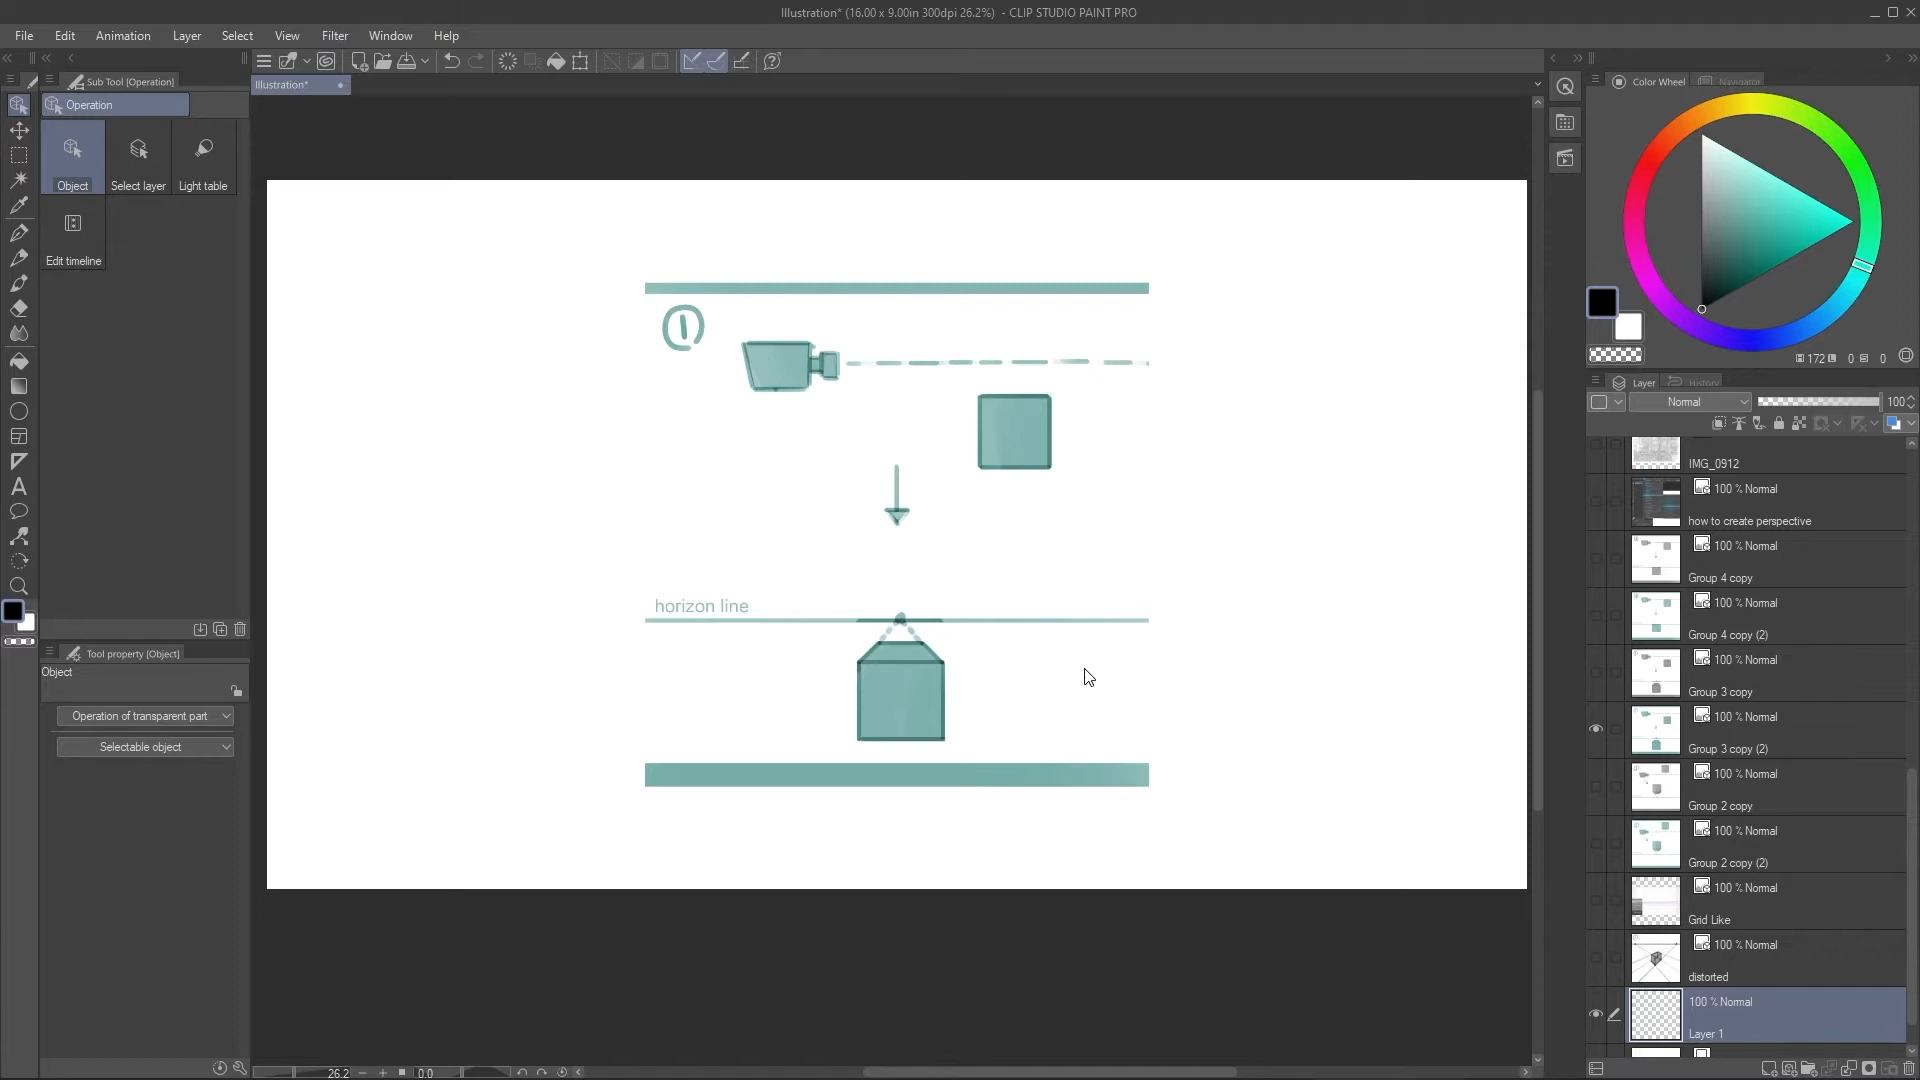 Illustration* (16.00 x 9.00in 300dpi 26.2%) - CLIP STUDIO PAINT PRO
File Edit Animation Layer Select View Filter Window Help
Sub Tool [Operation]
Illustration*
Color Wheel Navigator
Operation
Object Select layer Light table
Edit timeline
1
172 0 0
Layer History
Normal 100
IMG_0912
100 % Normal
how to create perspective
100 % Normal
Group 4 copy
100 % Normal
Group 4 copy (2)
100 % Normal
Group 3 copy
100 % Normal
Group 3 copy (2)
100 % Normal
Group 2 copy
100 % Normal
Group 2 copy (2)
100 % Normal
Grid Like
100 % Normal
distorted
100 % Normal
Layer 1
horizon line
Tool property [Object]
Object
Operation of transparent part
Selectable object
26.2 0.0